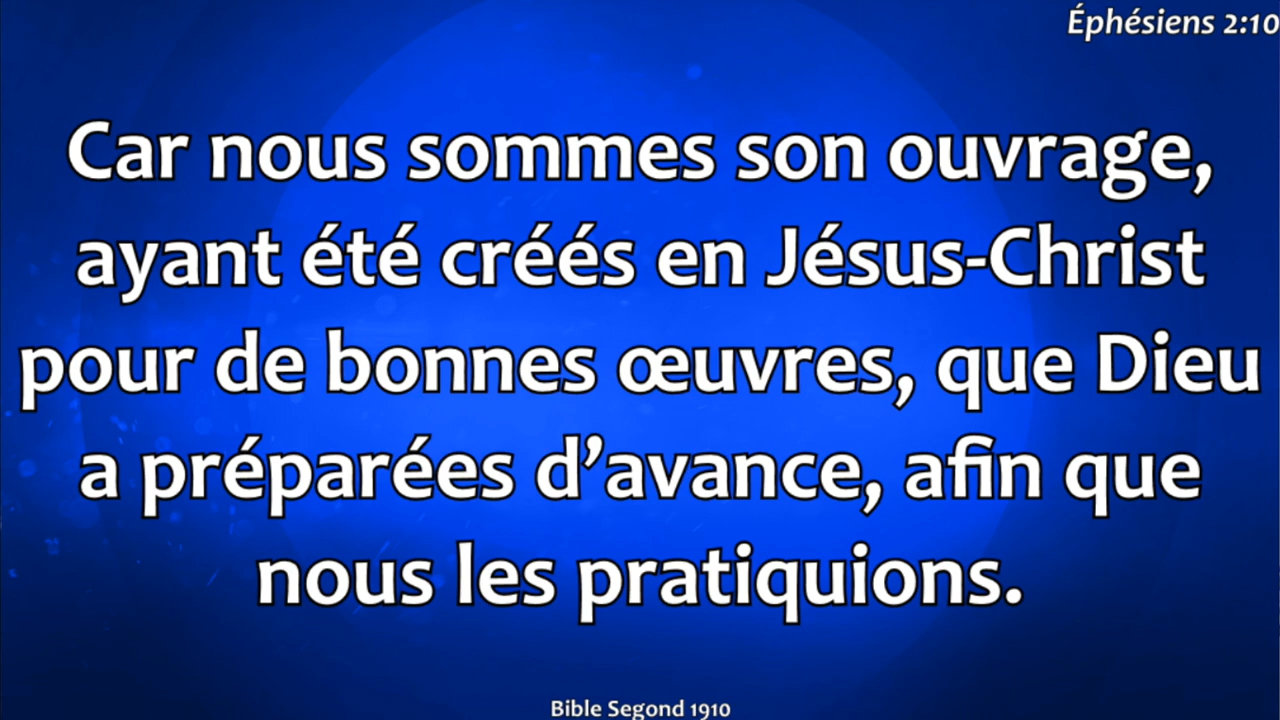 Éphésiens 2:10
Car nous sommes son ouvrage,
ayant été créés en Jésus-Christ
pour de bonnes œuvres, que Dieu
a préparées d’avance, afin que
nous les pratiquions.
Bible Segond 1910